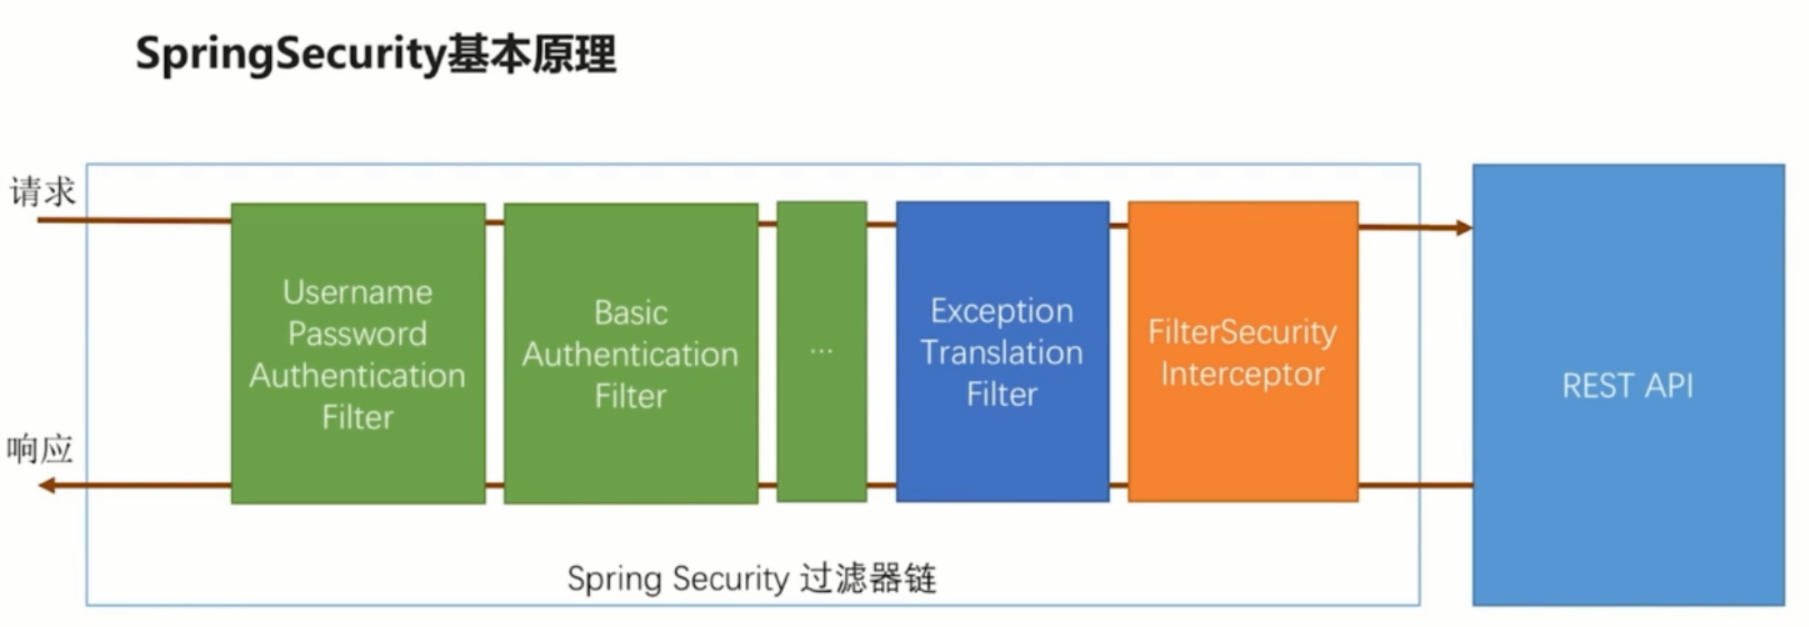 SpringSecurity基本原理
请求
Username
Password
Authentication
Filter
Basic
Authentication
Filter
...
Exception
Translation
Filter
FilterSecurity
Interceptor
REST API
响应
Spring Security 过滤器链